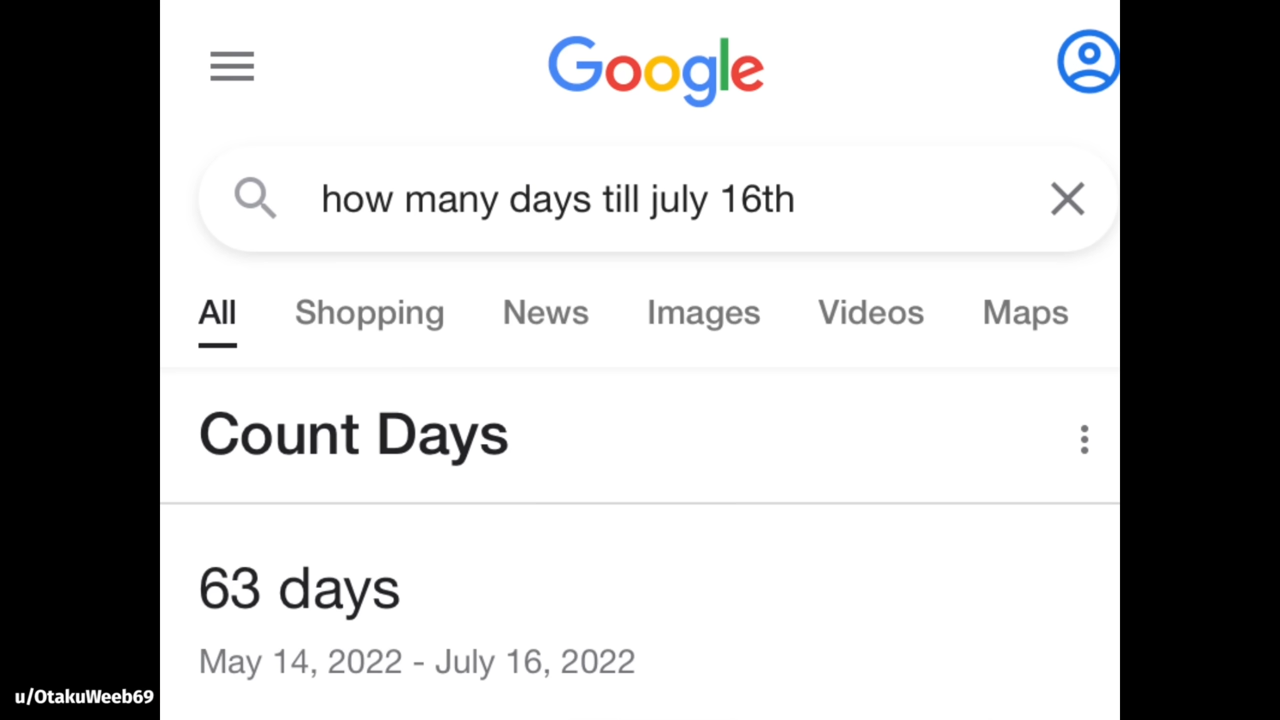 Google
how many days till july 16th
All Shopping News Images Videos Maps
Count Days
63 days
May 14, 2022 - July 16, 2022
u/OtakuWeeb69